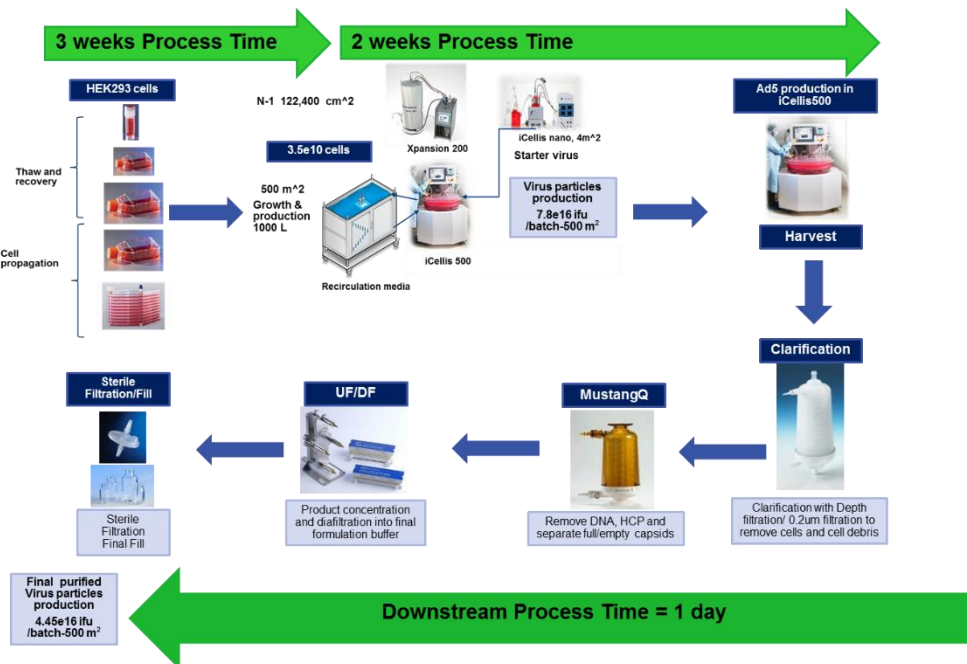 3 weeks Process Time
2 weeks Process Time
HEK293 cells
Thaw and
recovery
Cell
propagation
N-1 122,400 cm^2
3.5e10 cells
500 m^2
Growth &
production
1000 L
Recirculation media
Xpansion 200
iCellis 500
iCellis nano, 4m^2
Starter virus
Virus particles
production
7.8e16 ifu
/batch-500 m²
Ad5 production in
iCellis500
Harvest
Clarification
Clarification with Depth
filtration/ 0.2um filtration to
remove cells and cell debris
MustangQ
Remove DNA, HCP and
separate full/empty capsids
UF/DF
Product concentration
and diafiltration into final
formulation buffer
Sterile
Filtration/Fill
Sterile
Filtration
Final Fill
Final purified
Virus particles
production
4.45e16 ifu
/batch-500 m²
Downstream Process Time = 1 day